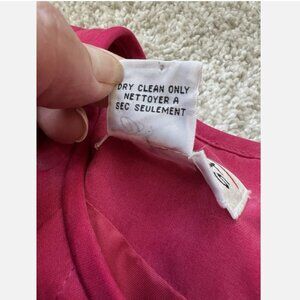 DRY CLEAN ONLY
NETTOYER A
SEC SEULEMENT